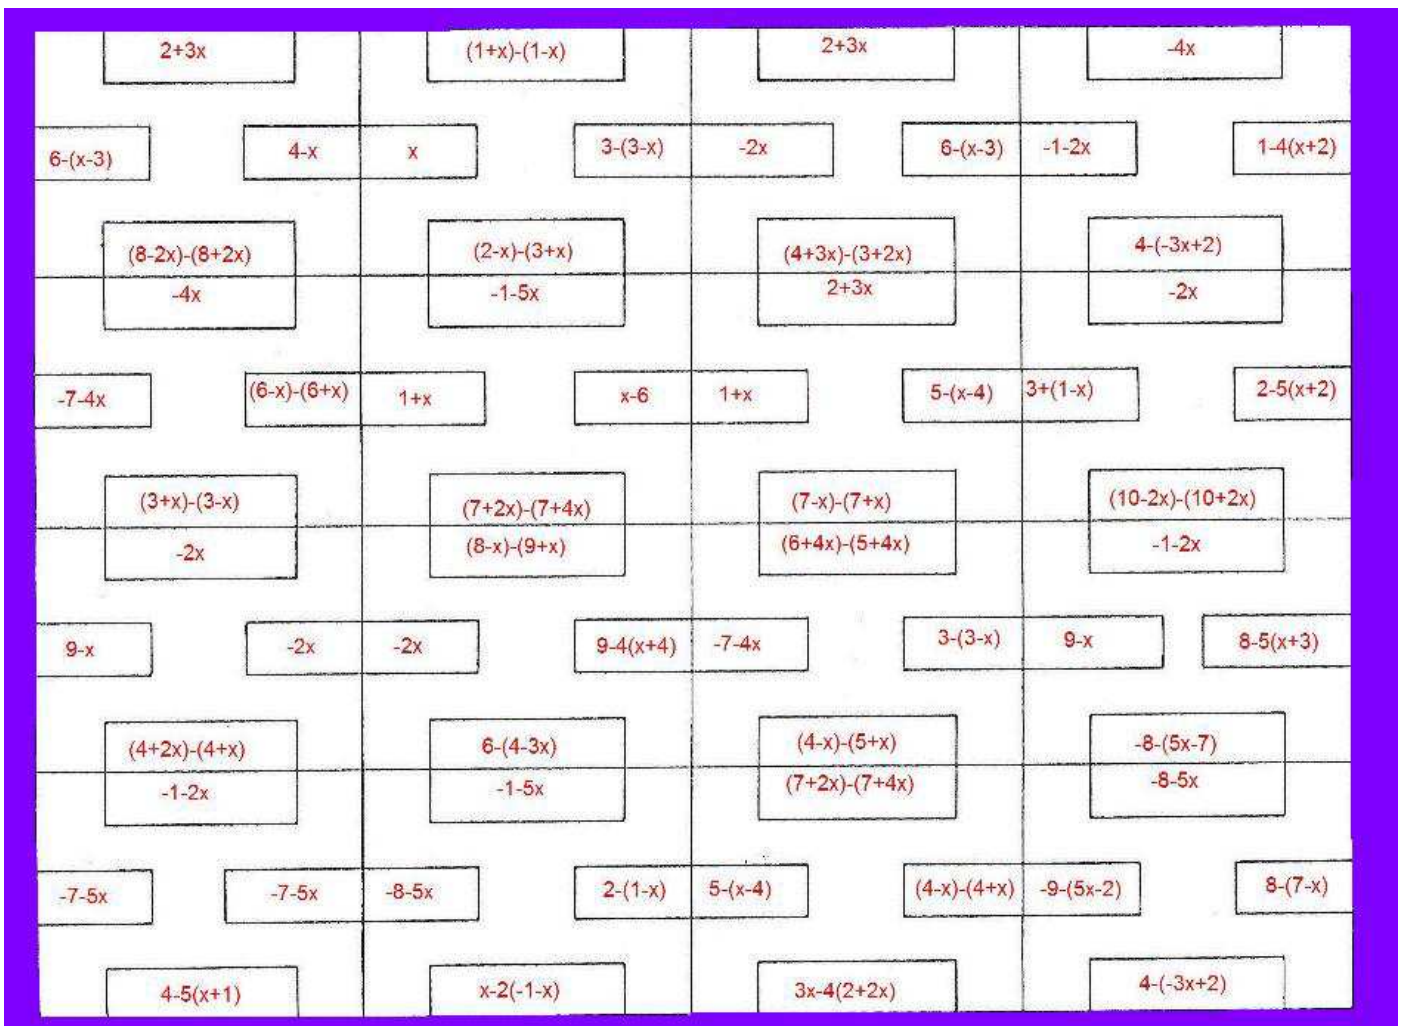 2+3x (1+x)-(1-x) 2+3x -4x
6-(x-3) 4-x x 3-(3-x) -2x 6-(x-3) -1-2x 1-4(x+2)
(8-2x)-(8+2x) (2-x)-(3+x) (4+3x)-(3+2x) 4-(-3x+2)
-4x -1-5x 2+3x -2x
-7-4x (6-x)-(6+x) 1+x x-6 1+x 5-(x-4) 3+(1-x) 2-5(x+2)
(3+x)-(3-x) (7+2x)-(7+4x) (7-x)-(7+x) (10-2x)-(10+2x)
-2x (8-x)-(9+x) (6+4x)-(5+4x) -1-2x
9-x -2x -2x 9-4(x+4) -7-4x 3-(3-x) 9-x 8-5(x+3)
(4+2x)-(4+x) 6-(4-3x) (4-x)-(5+x) -8-(5x-7)
-1-2x -1-5x (7+2x)-(7+4x) -8-5x
-7-5x -7-5x -8-5x 2-(1-x) 5-(x-4) (4-x)-(4+x) -9-(5x-2) 8-(7-x)
4-5(x+1) x-2(-1-x) 3x-4(2+2x) 4-(-3x+2)